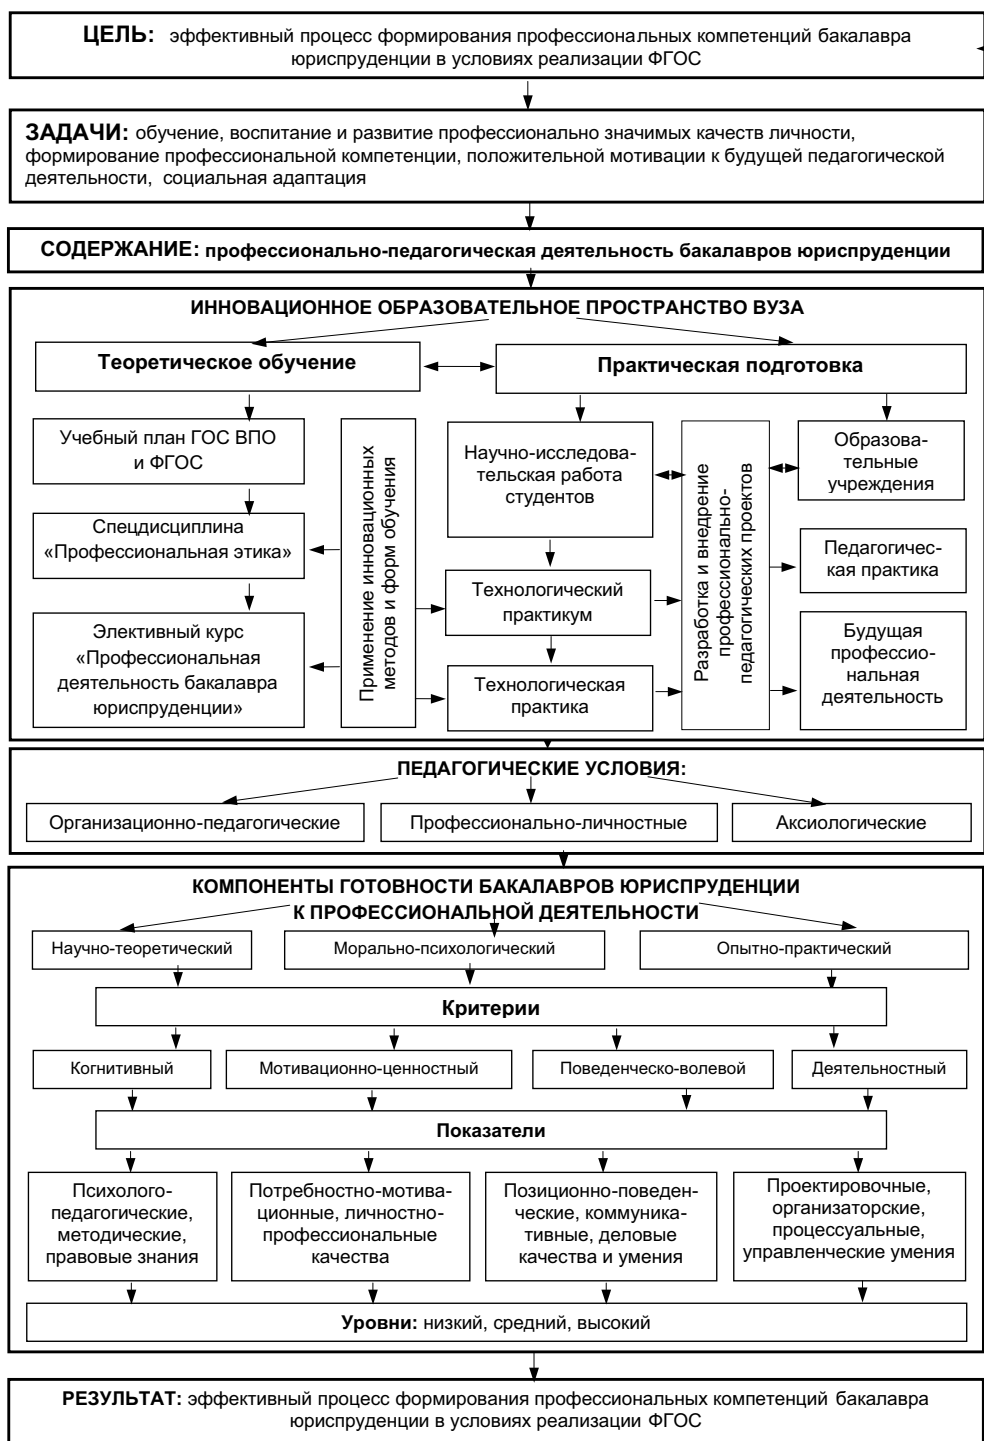 ЦЕЛЬ: эффективный процесс формирования профессиональных компетенций бакалавра
юриспруденции в условиях реализации ФГОС
ЗАДАЧИ: обучение, воспитание и развитие профессионально значимых качеств личности,
формирование профессиональной компетенции, положительной мотивации к будущей педагогической
деятельности, социальная адаптация
СОДЕРЖАНИЕ: профессионально-педагогическая деятельность бакалавров юриспруденции
ИННОВАЦИОННОЕ ОБРАЗОВАТЕЛЬНОЕ ПРОСТРАНСТВО ВУЗА
Теоретическое обучение
Практическая подготовка
Учебный план ГОС ВПО
и ФГОС
Спецдисциплина
«Профессиональная этика»
Элективный курс
«Профессиональная
деятельность бакалавра
юриспруденции»
Применение инновационных
методов и форм обучения
Научно-исследова-
тельская работа
студентов
Технологический
практикум
Технологическая
практика
Разработка и внедрение
профессионально-
педагогических проектов
Образова-
тельные
учреждения
Педагогичес-
кая практика
Будущая
профессио-
нальная
деятельность
ПЕДАГОГИЧЕСКИЕ УСЛОВИЯ:
Организационно-педагогические
Профессионально-личностные
Аксиологические
КОМПОНЕНТЫ ГОТОВНОСТИ БАКАЛАВРОВ ЮРИСПРУДЕНЦИИ
К ПРОФЕССИОНАЛЬНОЙ ДЕЯТЕЛЬНОСТИ
Научно-теоретический
Морально-психологический
Опытно-практический
Критерии
Когнитивный
Мотивационно-ценностный
Поведенческо-волевой
Деятельностный
Показатели
Психолого-
педагогические,
методические,
правовые знания
Потребностно-мотива-
ционные, личностно-
профессиональные
качества
Позиционно-поведен-
ческие, коммуника-
тивные, деловые
качества и умения
Проектировочные,
организаторские,
процессуальные,
управленческие умения
Уровни: низкий, средний, высокий
РЕЗУЛЬТАТ: эффективный процесс формирования профессиональных компетенций бакалавра
юриспруденции в условиях реализации ФГОС